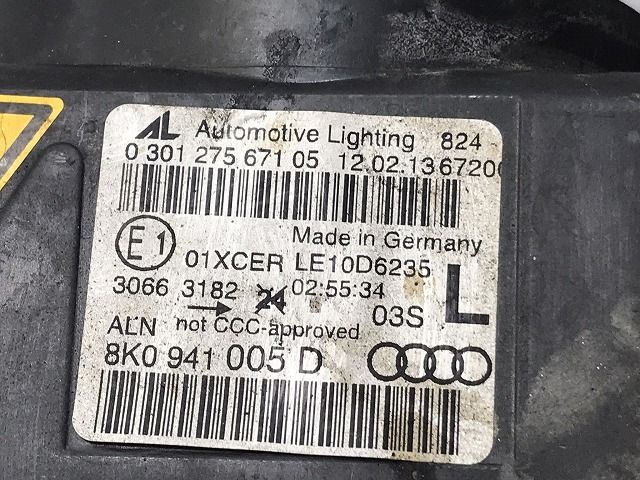 AL Automotive Lighting 824
0 301 275 671 05 12.02.13 67200
Made in Germany
E1
01XCER LE10D6235
L
3066 3182 24 02:55:34
03S
ALN not CCC-approved
8K0 941 005 D